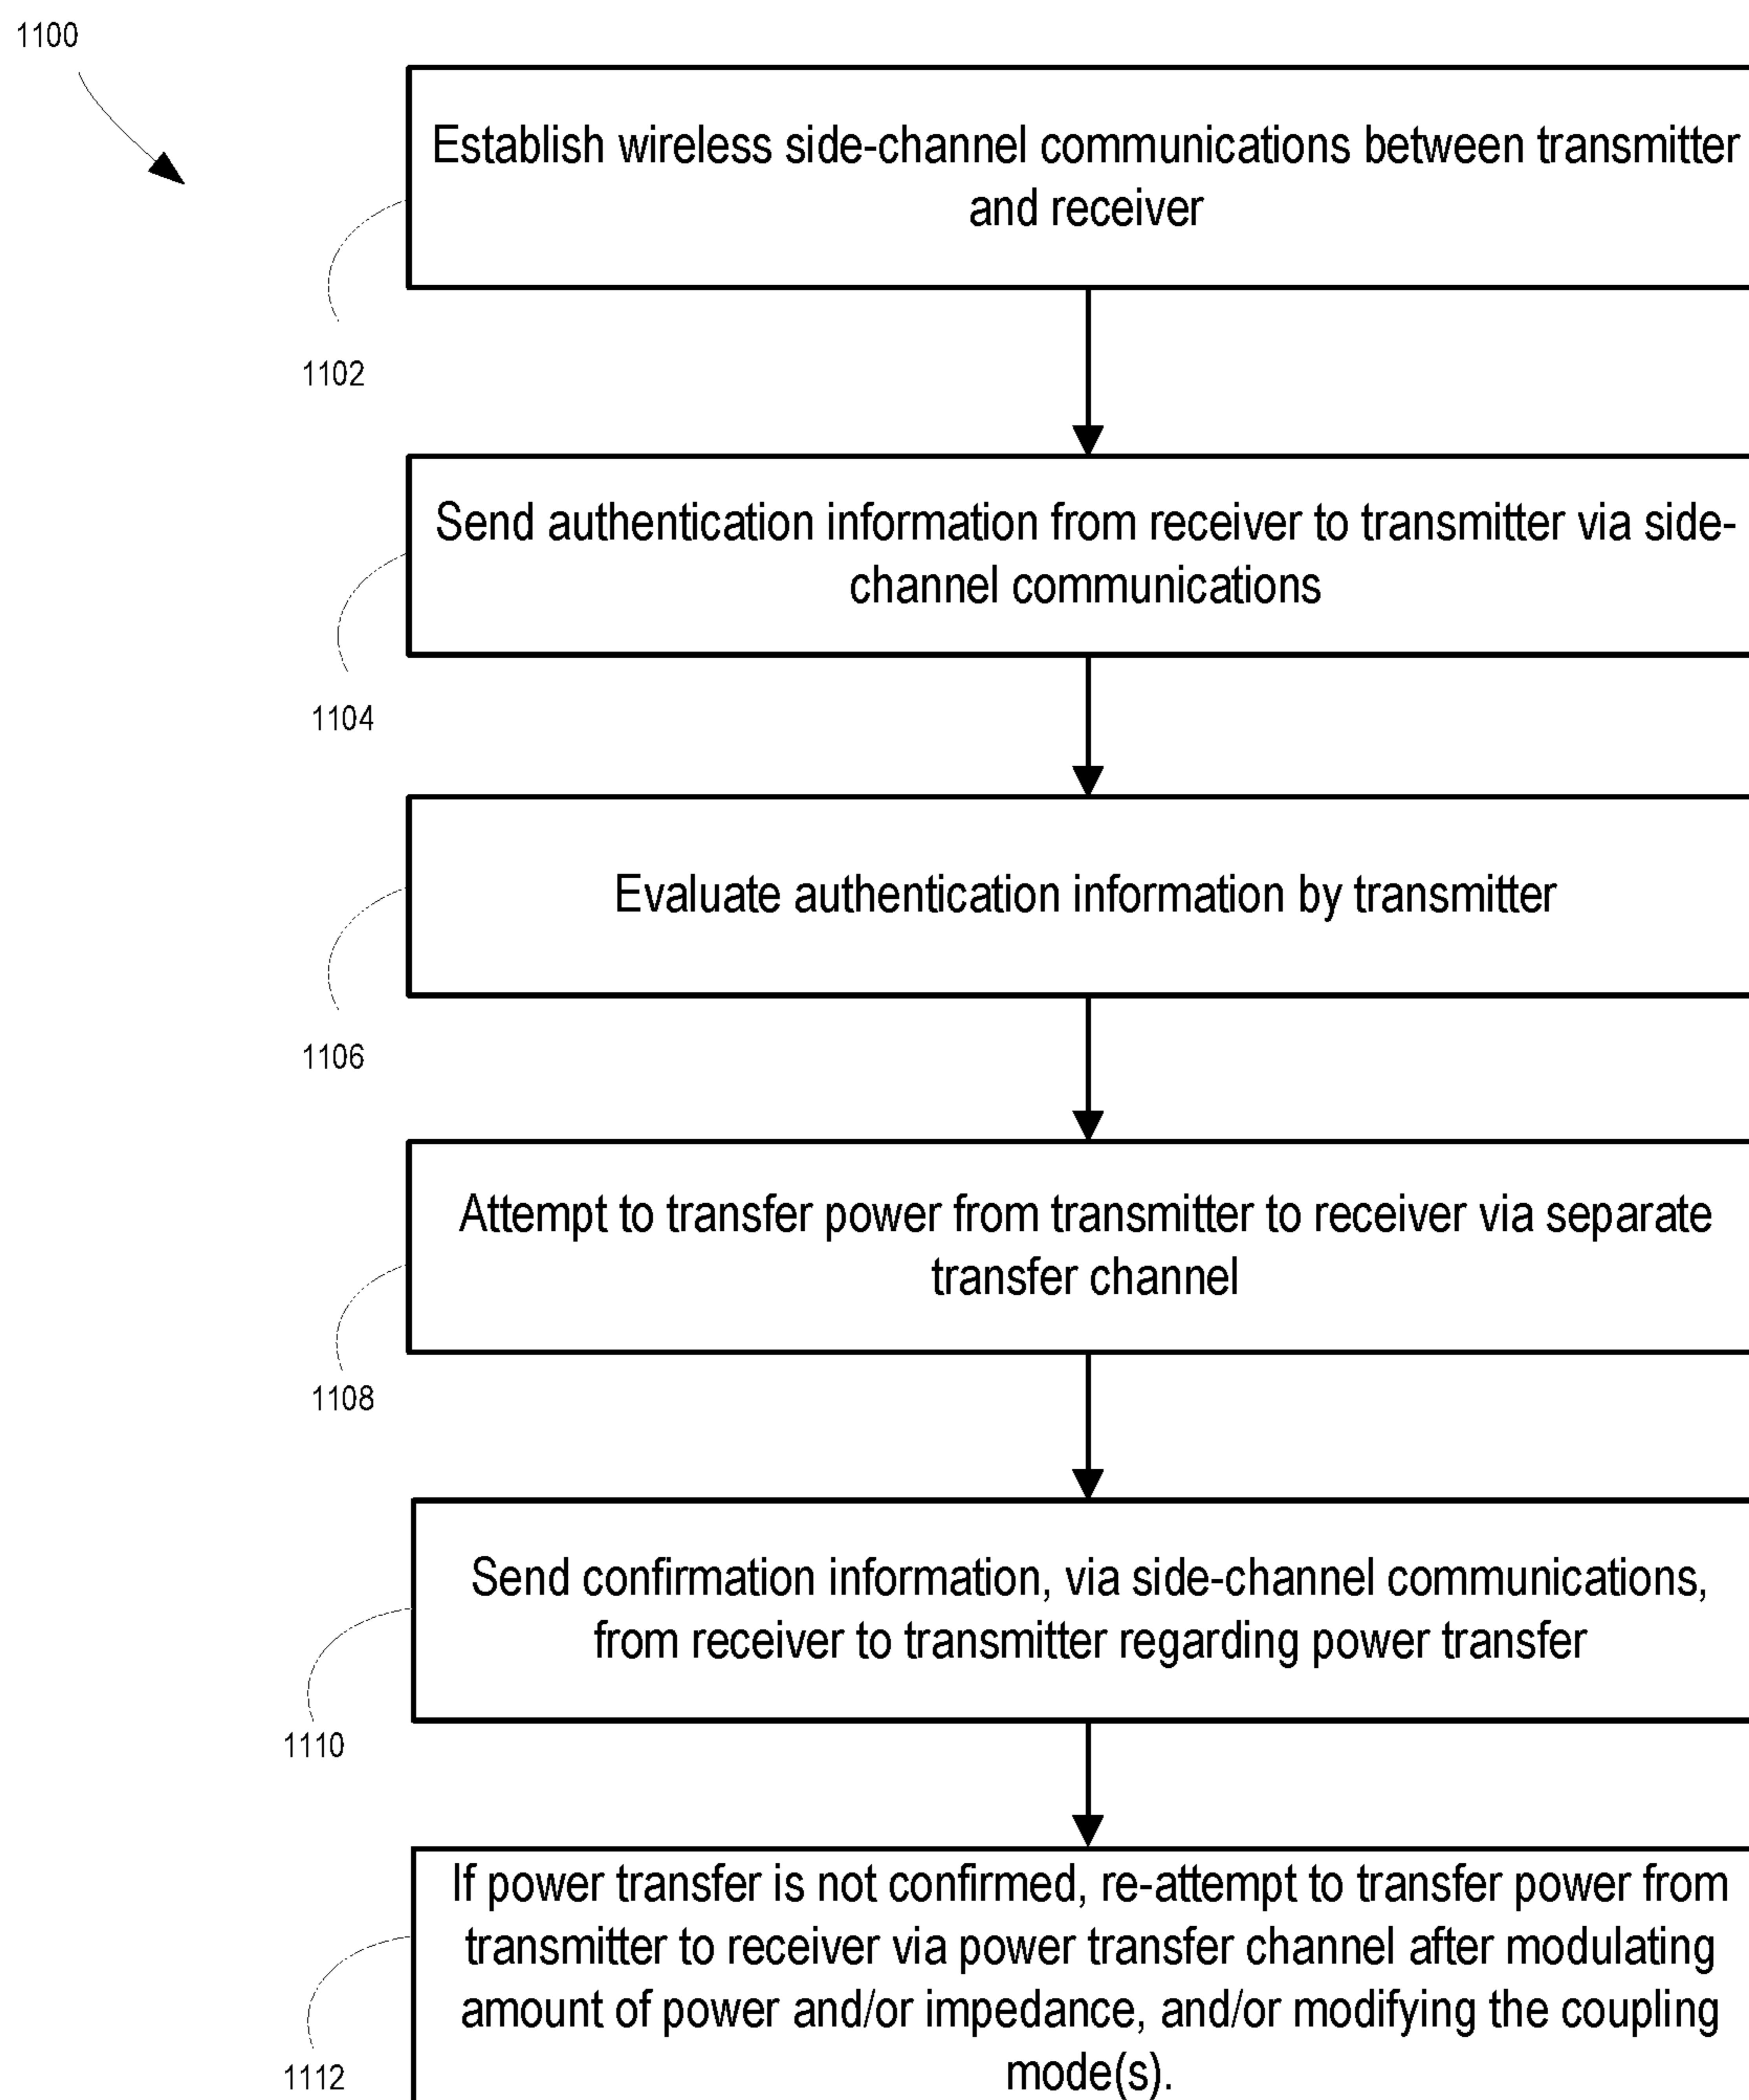 1100
Establish wireless side-channel communications between transmitter
and receiver
1102
Send authentication information from receiver to transmitter via side-
channel communications
1104
Evaluate authentication information by transmitter
1106
Attempt to transfer power from transmitter to receiver via separate
transfer channel
1108
Send confirmation information, via side-channel communications,
from receiver to transmitter regarding power transfer
1110
If power transfer is not confirmed, re-attempt to transfer power from
transmitter to receiver via power transfer channel after modulating
amount of power and/or impedance, and/or modifying the coupling
mode(s).
1112